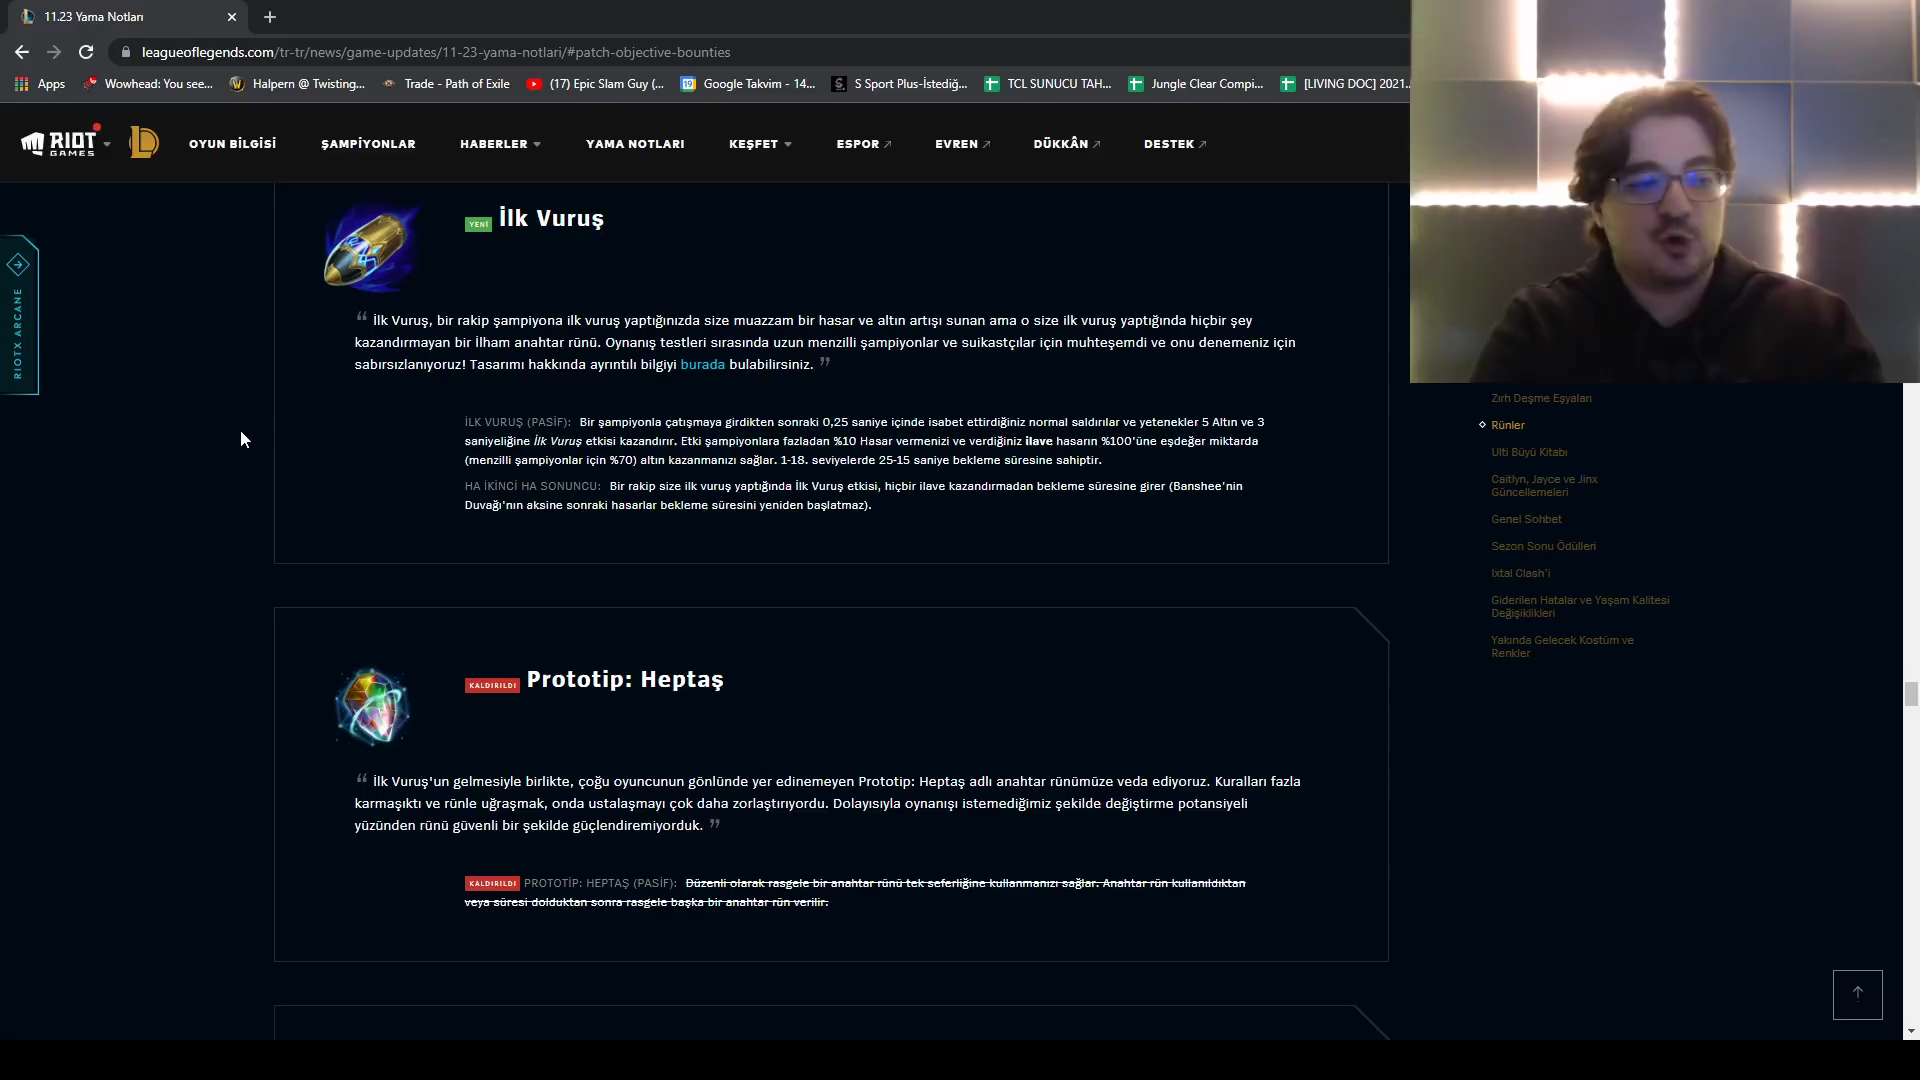 11.23 Yama Notları
leagueoflegends.com/tr-tr/news/game-updates/11-23-yama-notlari/#patch-objective-bounties
Apps
Wowhead: You see...
Halpern @ Twisting...
Trade - Path of Exile
(17) Epic Slam Guy (...
Google Takvim - 14...
S Sport Plus-İstediğ...
TCL SUNUCU TAH...
Jungle Clear Compi...
[LIVING DOC] 2021...
RIOT
GAMES
OYUN BİLGİSİ
ŞAMPİYONLAR
HABERLER
YAMA NOTLARI
KEŞFET
ESPOR
EVREN
DÜKKÂN
DESTEK
RIOTX ARCANE
YENİ İlk Vuruş
“ İlk Vuruş, bir rakip şampiyona ilk vuruş yaptığınızda size muazzam bir hasar ve altın artışı sunan ama o size ilk vuruş yaptığında hiçbir şey
kazandırmayan bir İlham anahtar rünü. Oynanış testleri sırasında uzun menzilli şampiyonlar ve suikastçılar için muhteşemdi ve onu denemeniz için
sabırsızlanıyoruz! Tasarımı hakkında ayrıntılı bilgiyi burada bulabilirsiniz. ”
İLK VURUŞ (PASİF): Bir şampiyonla çatışmaya girdikten sonraki 0,25 saniye içinde isabet ettirdiğiniz normal saldırılar ve yetenekler 5 Altın ve 3
saniyeliğine İlk Vuruş etkisi kazandırır. Etki şampiyonlara fazladan %10 Hasar vermenizi ve verdiğiniz ilave hasarın %100'üne eşdeğer miktarda
(menzilli şampiyonlar için %70) altın kazanmanızı sağlar. 1-18. seviyelerde 25-15 saniye bekleme süresine sahiptir.
HA İKİNCİ HA SONUNCU: Bir rakip size ilk vuruş yaptığında İlk Vuruş etkisi, hiçbir ilave kazandırmadan bekleme süresine girer (Banshee'nin
Duvağı'nın aksine sonraki hasarlar bekleme süresini yeniden başlatmaz).
KALDIRILDI Prototip: Heptaş
“ İlk Vuruş'un gelmesiyle birlikte, çoğu oyuncunun gönlünde yer edinemeyen Prototip: Heptaş adlı anahtar rünümüze veda ediyoruz. Kuralları fazla
karmaşıktı ve rünle uğraşmak, onda ustalaşmayı çok daha zorlaştırıyordu. Dolayısıyla oynanışı istemediğimiz şekilde değiştirme potansiyeli
yüzünden rünü güvenli bir şekilde güçlendiremiyorduk. ”
KALDIRILDI PROTOTİP: HEPTAŞ (PASİF): Düzenli olarak rasgele bir anahtar rünü tek seferliğine kullanmanızı sağlar. Anahtar rün kullanıldıktan
veya süresi dolduktan sonra rasgele başka bir anahtar rün verilir.
Zırh Deşme Eşyaları
Rünler
Ulti Büyü Kitabı
Caitlyn, Jayce ve Jinx
Güncellemeleri
Genel Sohbet
Sezon Sonu Ödülleri
Ixtal Clash'i
Giderilen Hatalar ve Yaşam Kalitesi
Değişiklikleri
Yakında Gelecek Kostüm ve
Renkler